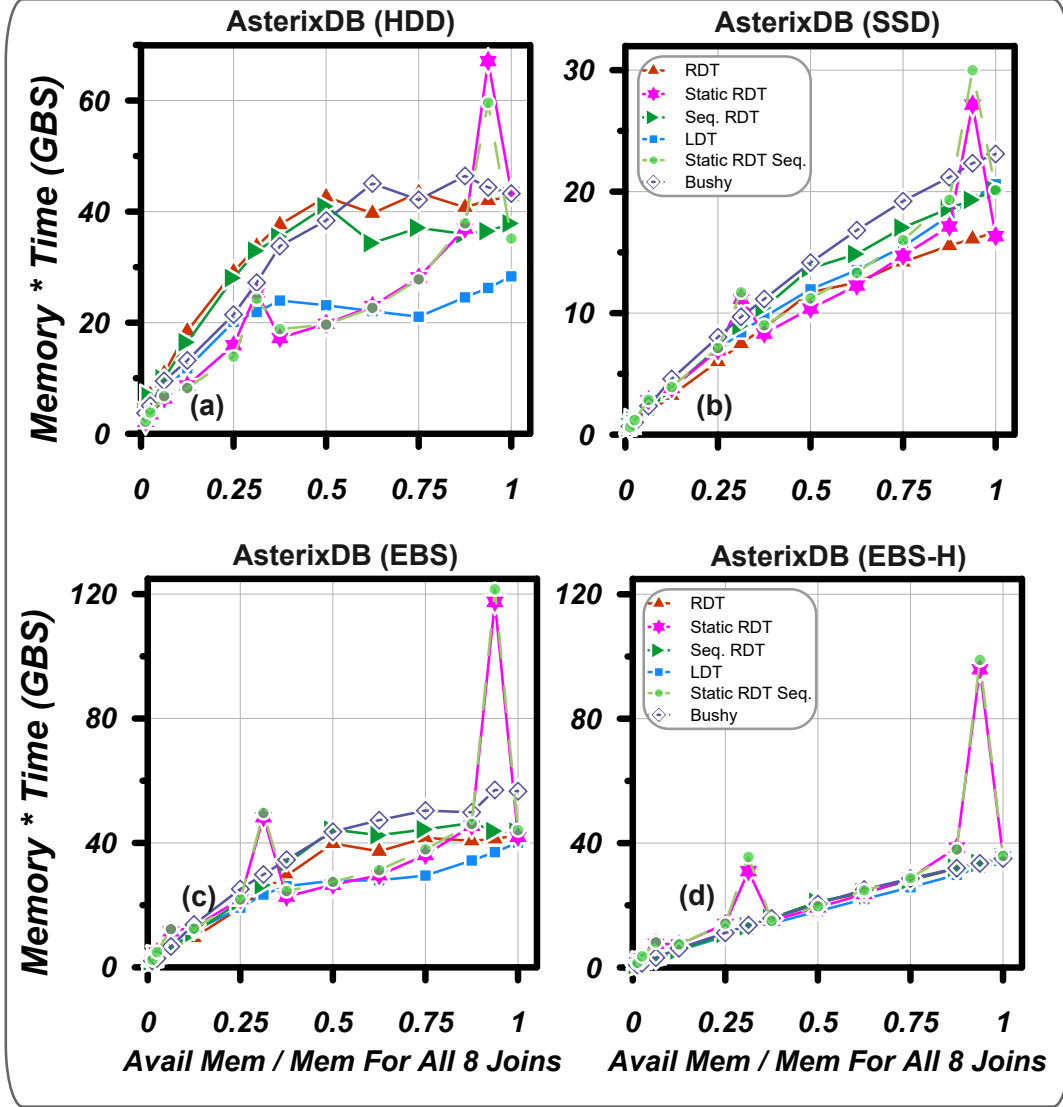 AsterixDB (HDD)
AsterixDB (SSD)
Memory * Time (GBS)
60
40
20
0
(a)
0 0.25 0.5 0.75 1
30
20
10
0
RDT
Static RDT
Seq. RDT
LDT
Static RDT Seq.
Bushy
(b)
0 0.25 0.5 0.75 1
AsterixDB (EBS)
AsterixDB (EBS-H)
Memory * Time (GBS)
120
80
40
0
(c)
0 0.25 0.5 0.75 1
Avail Mem / Mem For All 8 Joins
120
80
40
0
RDT
Static RDT
Seq. RDT
LDT
Static RDT Seq.
Bushy
(d)
0 0.25 0.5 0.75 1
Avail Mem / Mem For All 8 Joins